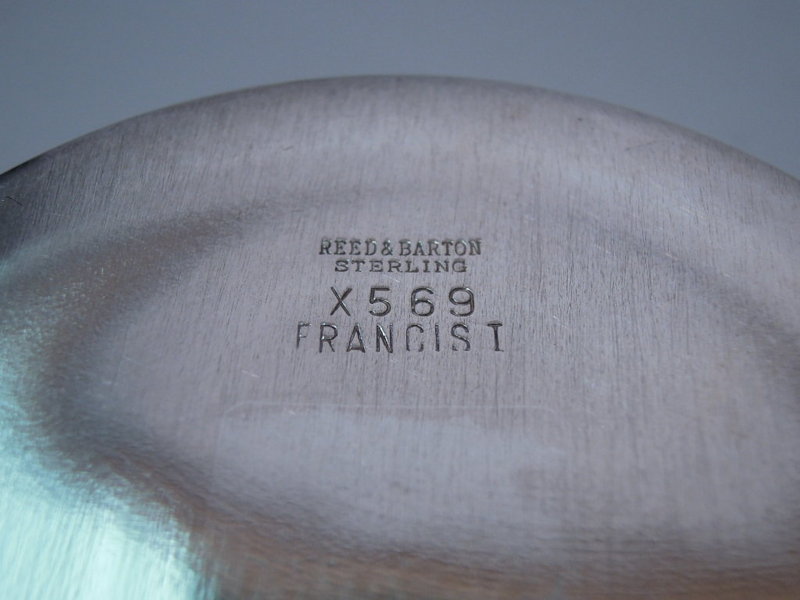 REED & BARTON
STERLING
X569
FRANCIS I